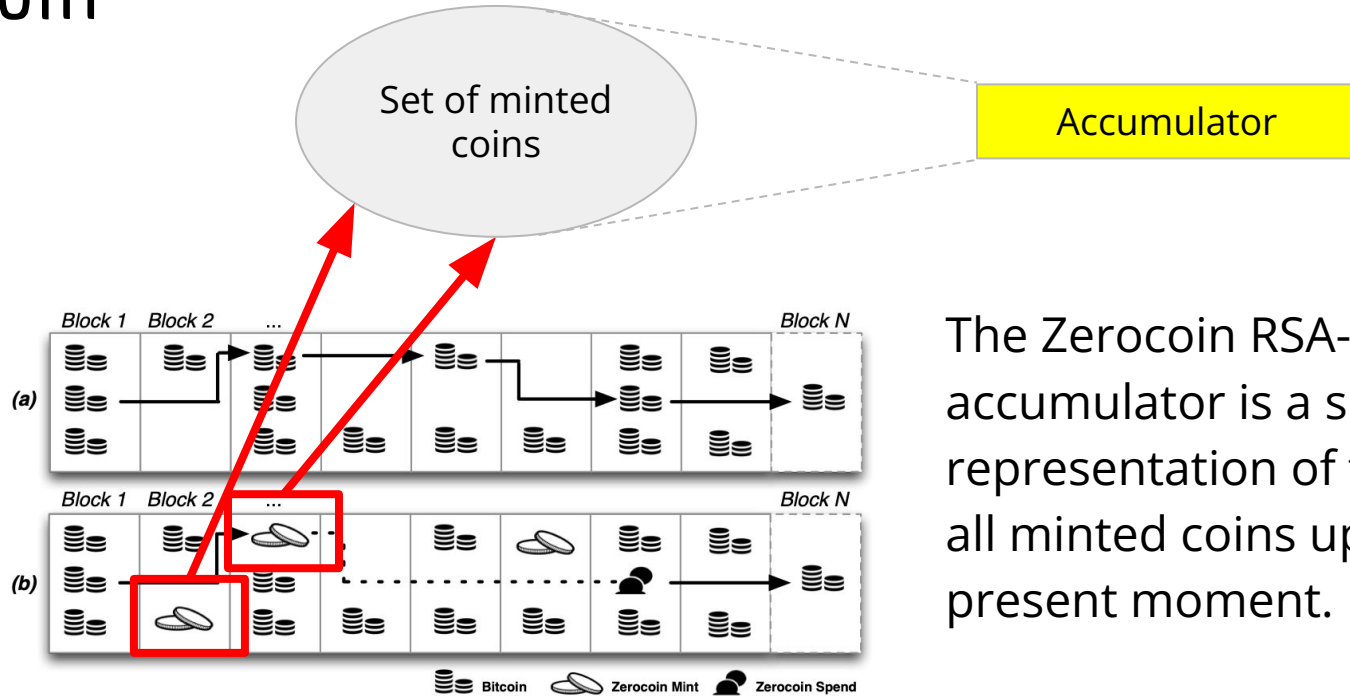 Set of minted
coins
Accumulator
Block 1 Block 2 ... Block N
(a)
Block 1 Block 2 ... Block N
(b)
Bitcoin Zerocoin Mint Zerocoin Spend
The Zerocoin RSA-
accumulator is a s
representation of
all minted coins up
present moment.